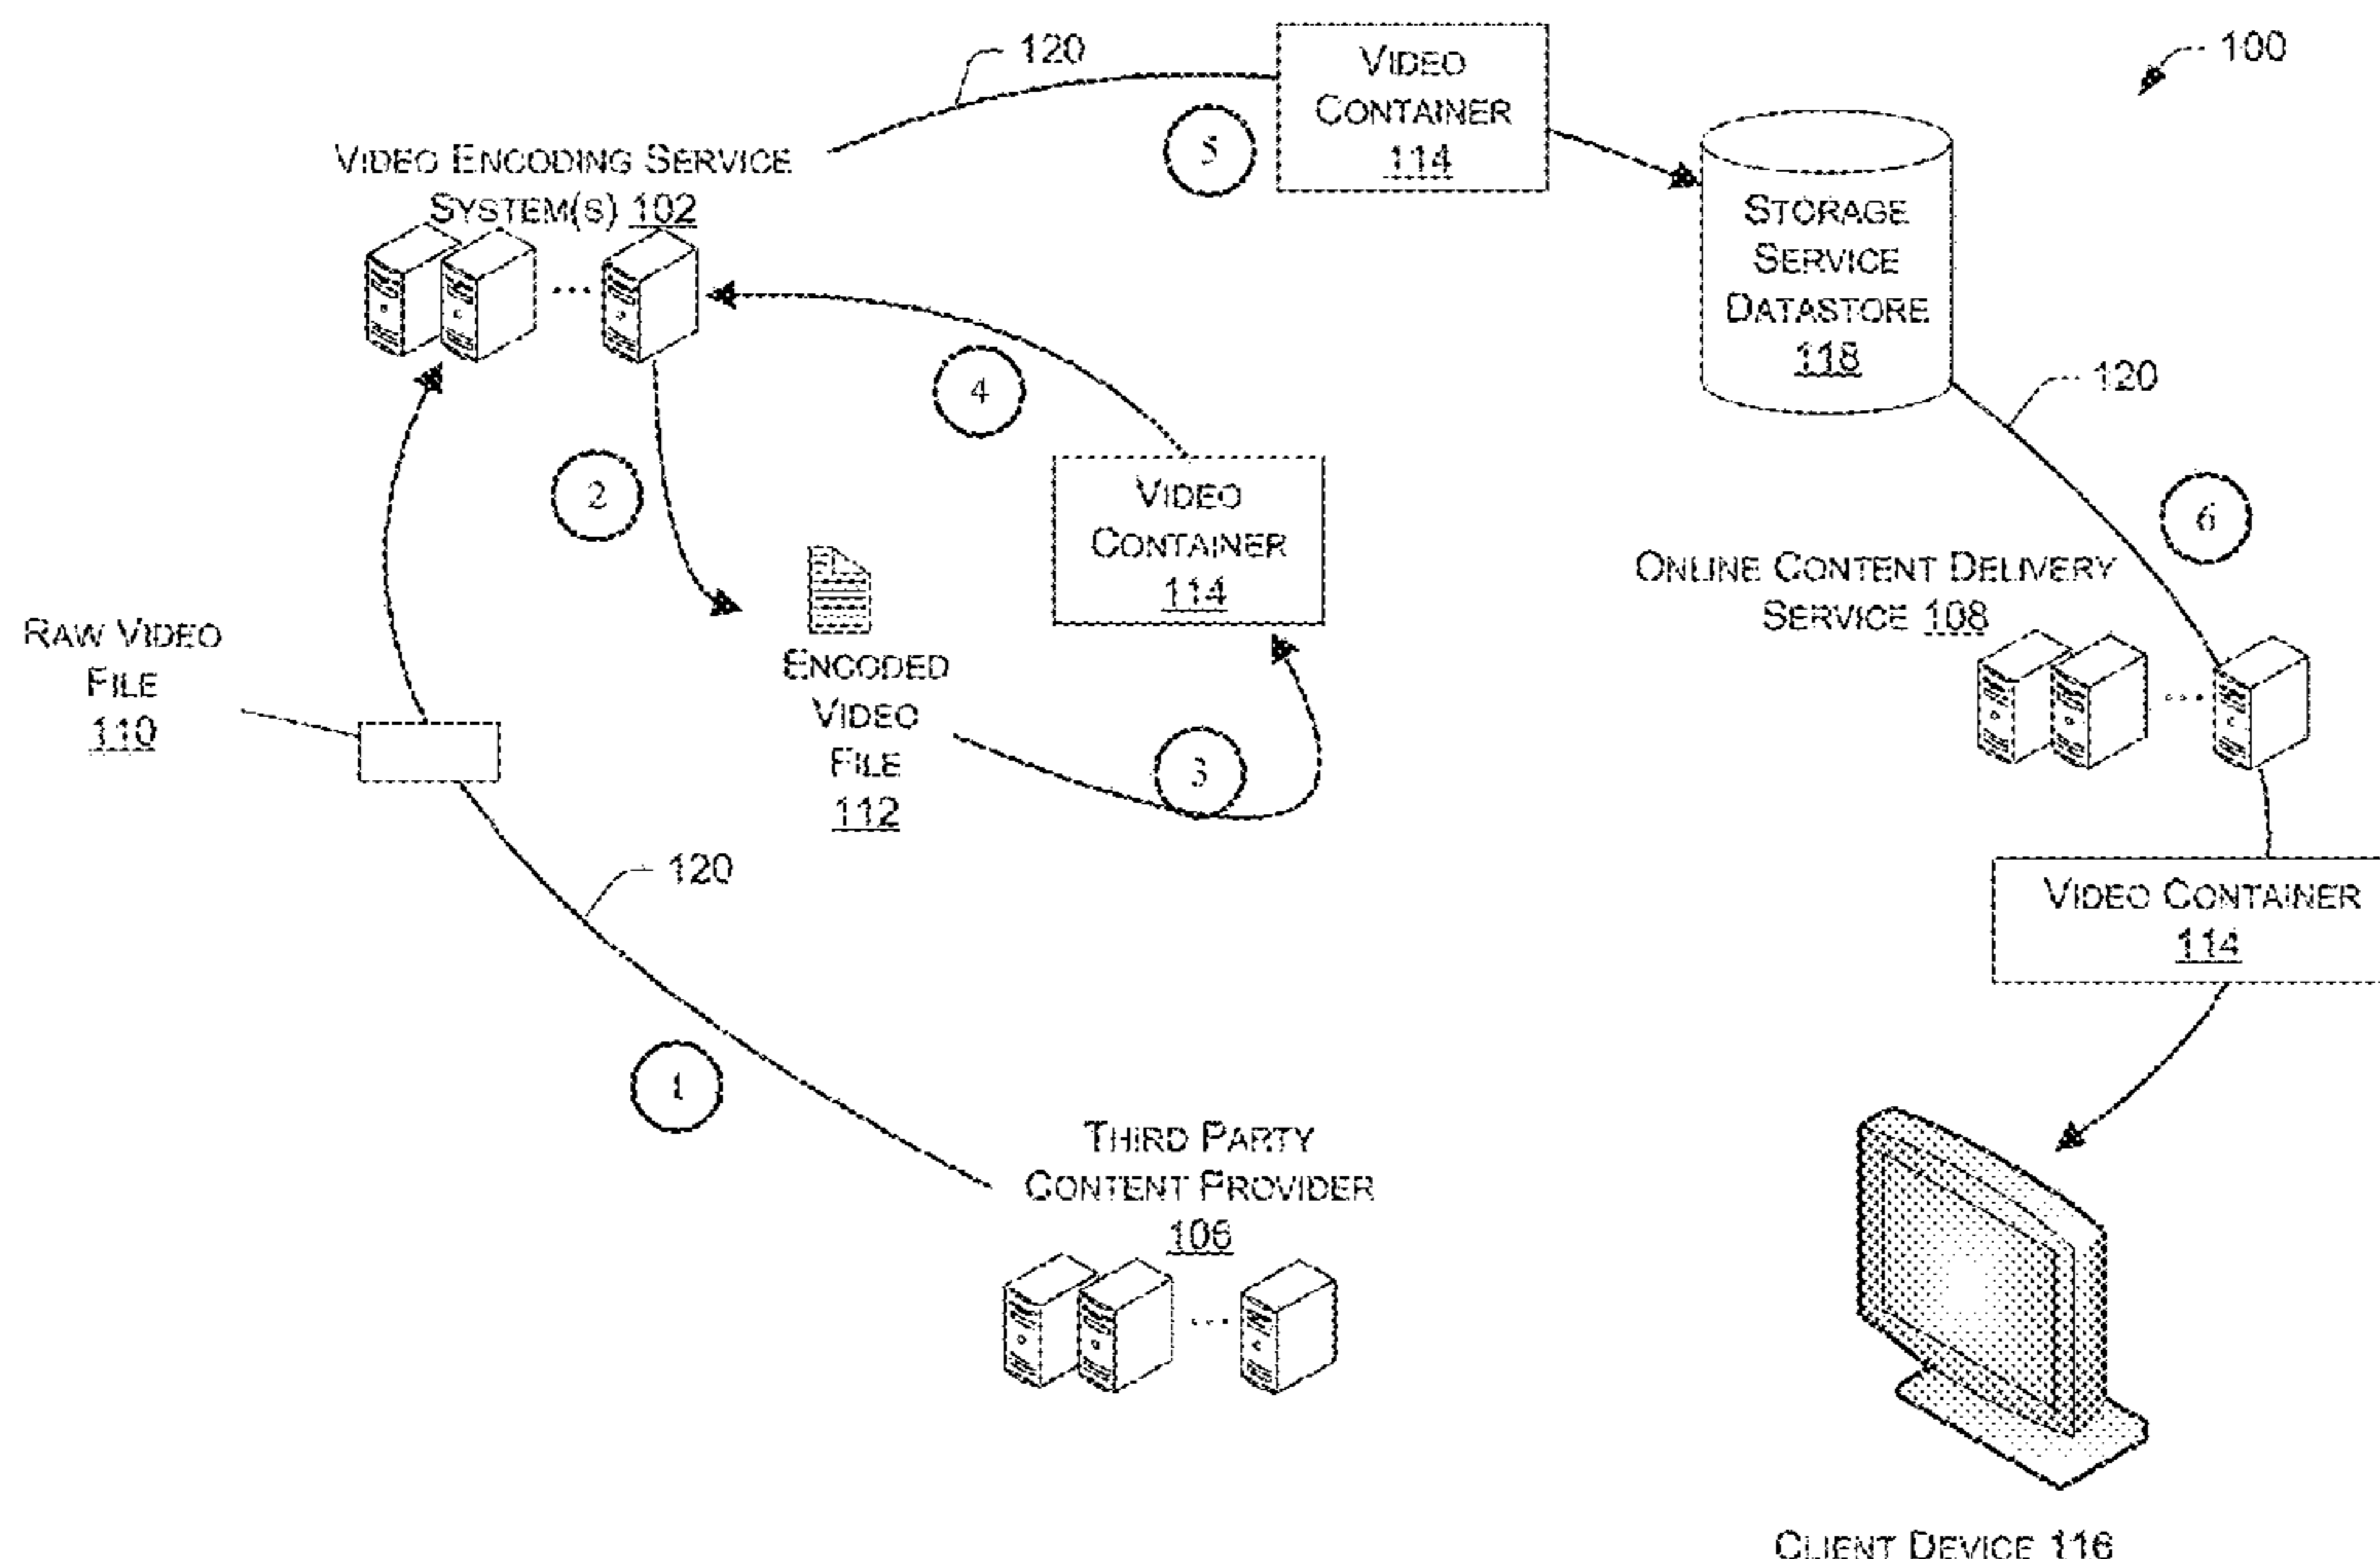 120
VIDEO
CONTAINER
114
100
5
VIDEO ENCODING SERVICE
SYSTEM(S) 102
STORAGE
SERVICE
DATASTORE
118
120
4
2
VIDEO
CONTAINER
114
6
ONLINE CONTENT DELIVERY
SERVICE 108
RAW VIDEO
FILE
110
ENCODED
VIDEO
FILE
112
3
120
VIDEO CONTAINER
114
1
THIRD PARTY
CONTENT PROVIDER
106
CLIENT DEVICE 116